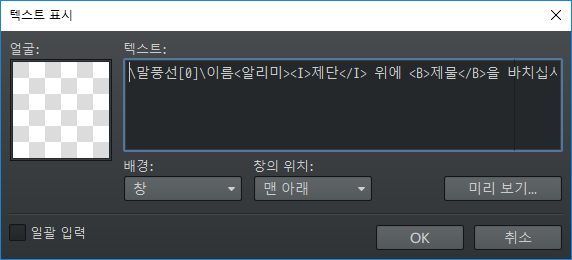 텍스트 표시
얼굴:
텍스트:
\말풍선[0]\이름<알리미><I>제단</I> 위에 <B>제물</B>을 바치십시
배경:
창의 위치:
창
맨 아래
미리 보기...
일괄 입력
OK
취소